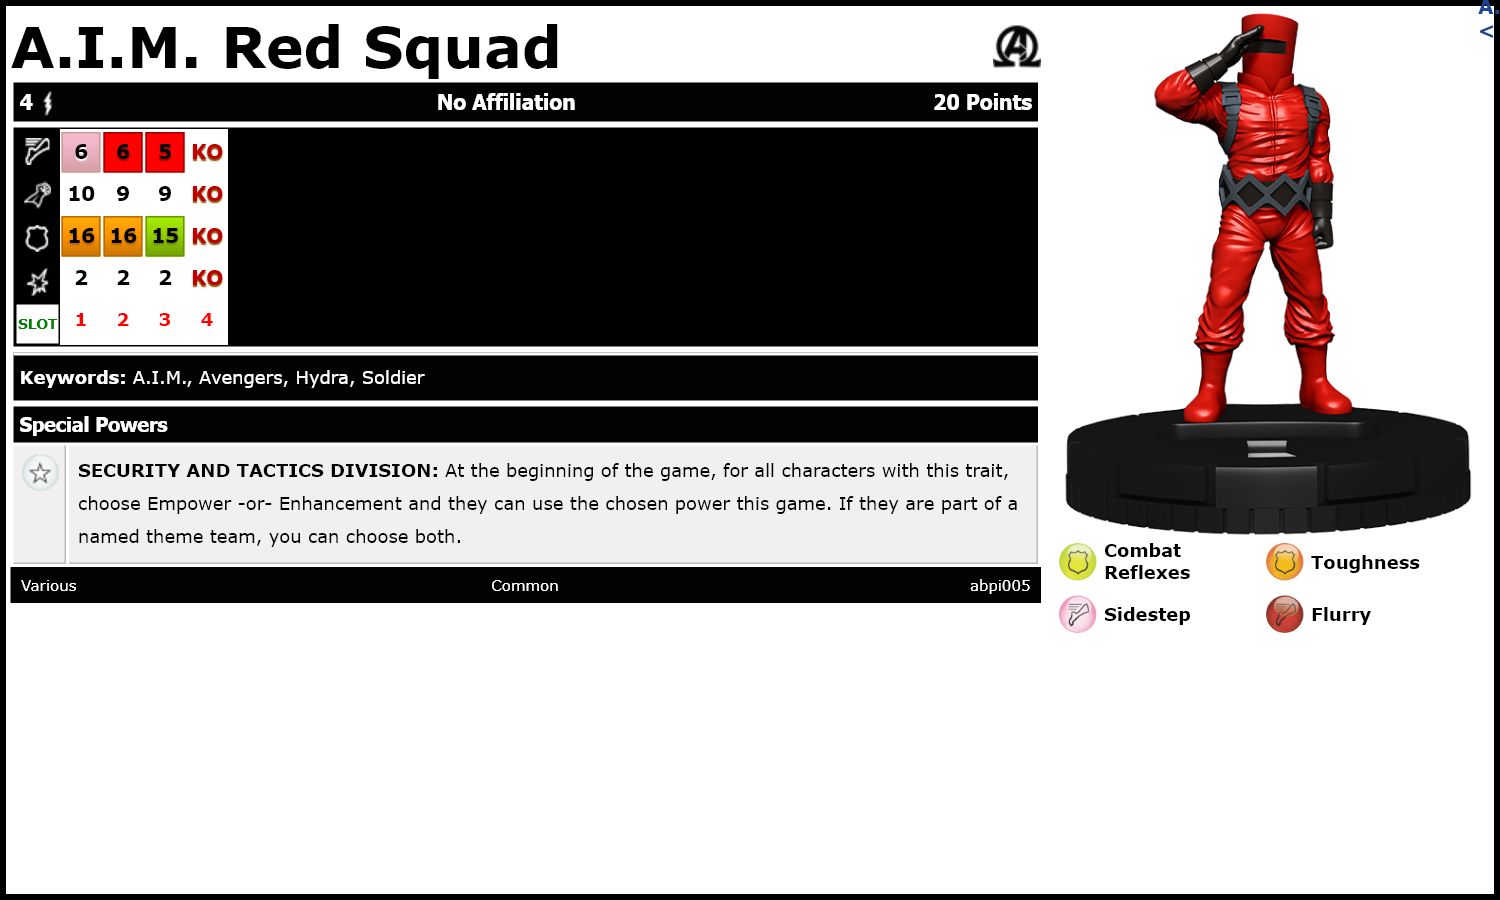 A.I.M. Red Squad
4 No Affiliation 20 Points
6 6 5 KO
10 9 9 KO
16 16 15 KO
2 2 2 KO
SLOT 1 2 3 4
Keywords: A.I.M., Avengers, Hydra, Soldier
Special Powers
SECURITY AND TACTICS DIVISION: At the beginning of the game, for all characters with this trait,
choose Empower -or- Enhancement and they can use the chosen power this game. If they are part of a
named theme team, you can choose both.
Various Common abpi005
A.
<
Combat
Reflexes
Toughness
Sidestep
Flurry